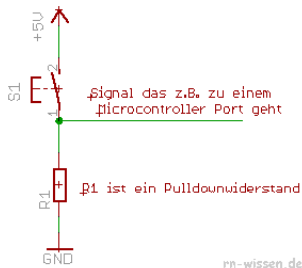 +5V
2
S1
Signal das z.B. zu einem
Microcontroller Port geht
1
R1
R1 ist ein Pulldownwiderstand
GND
rn-wissen.de